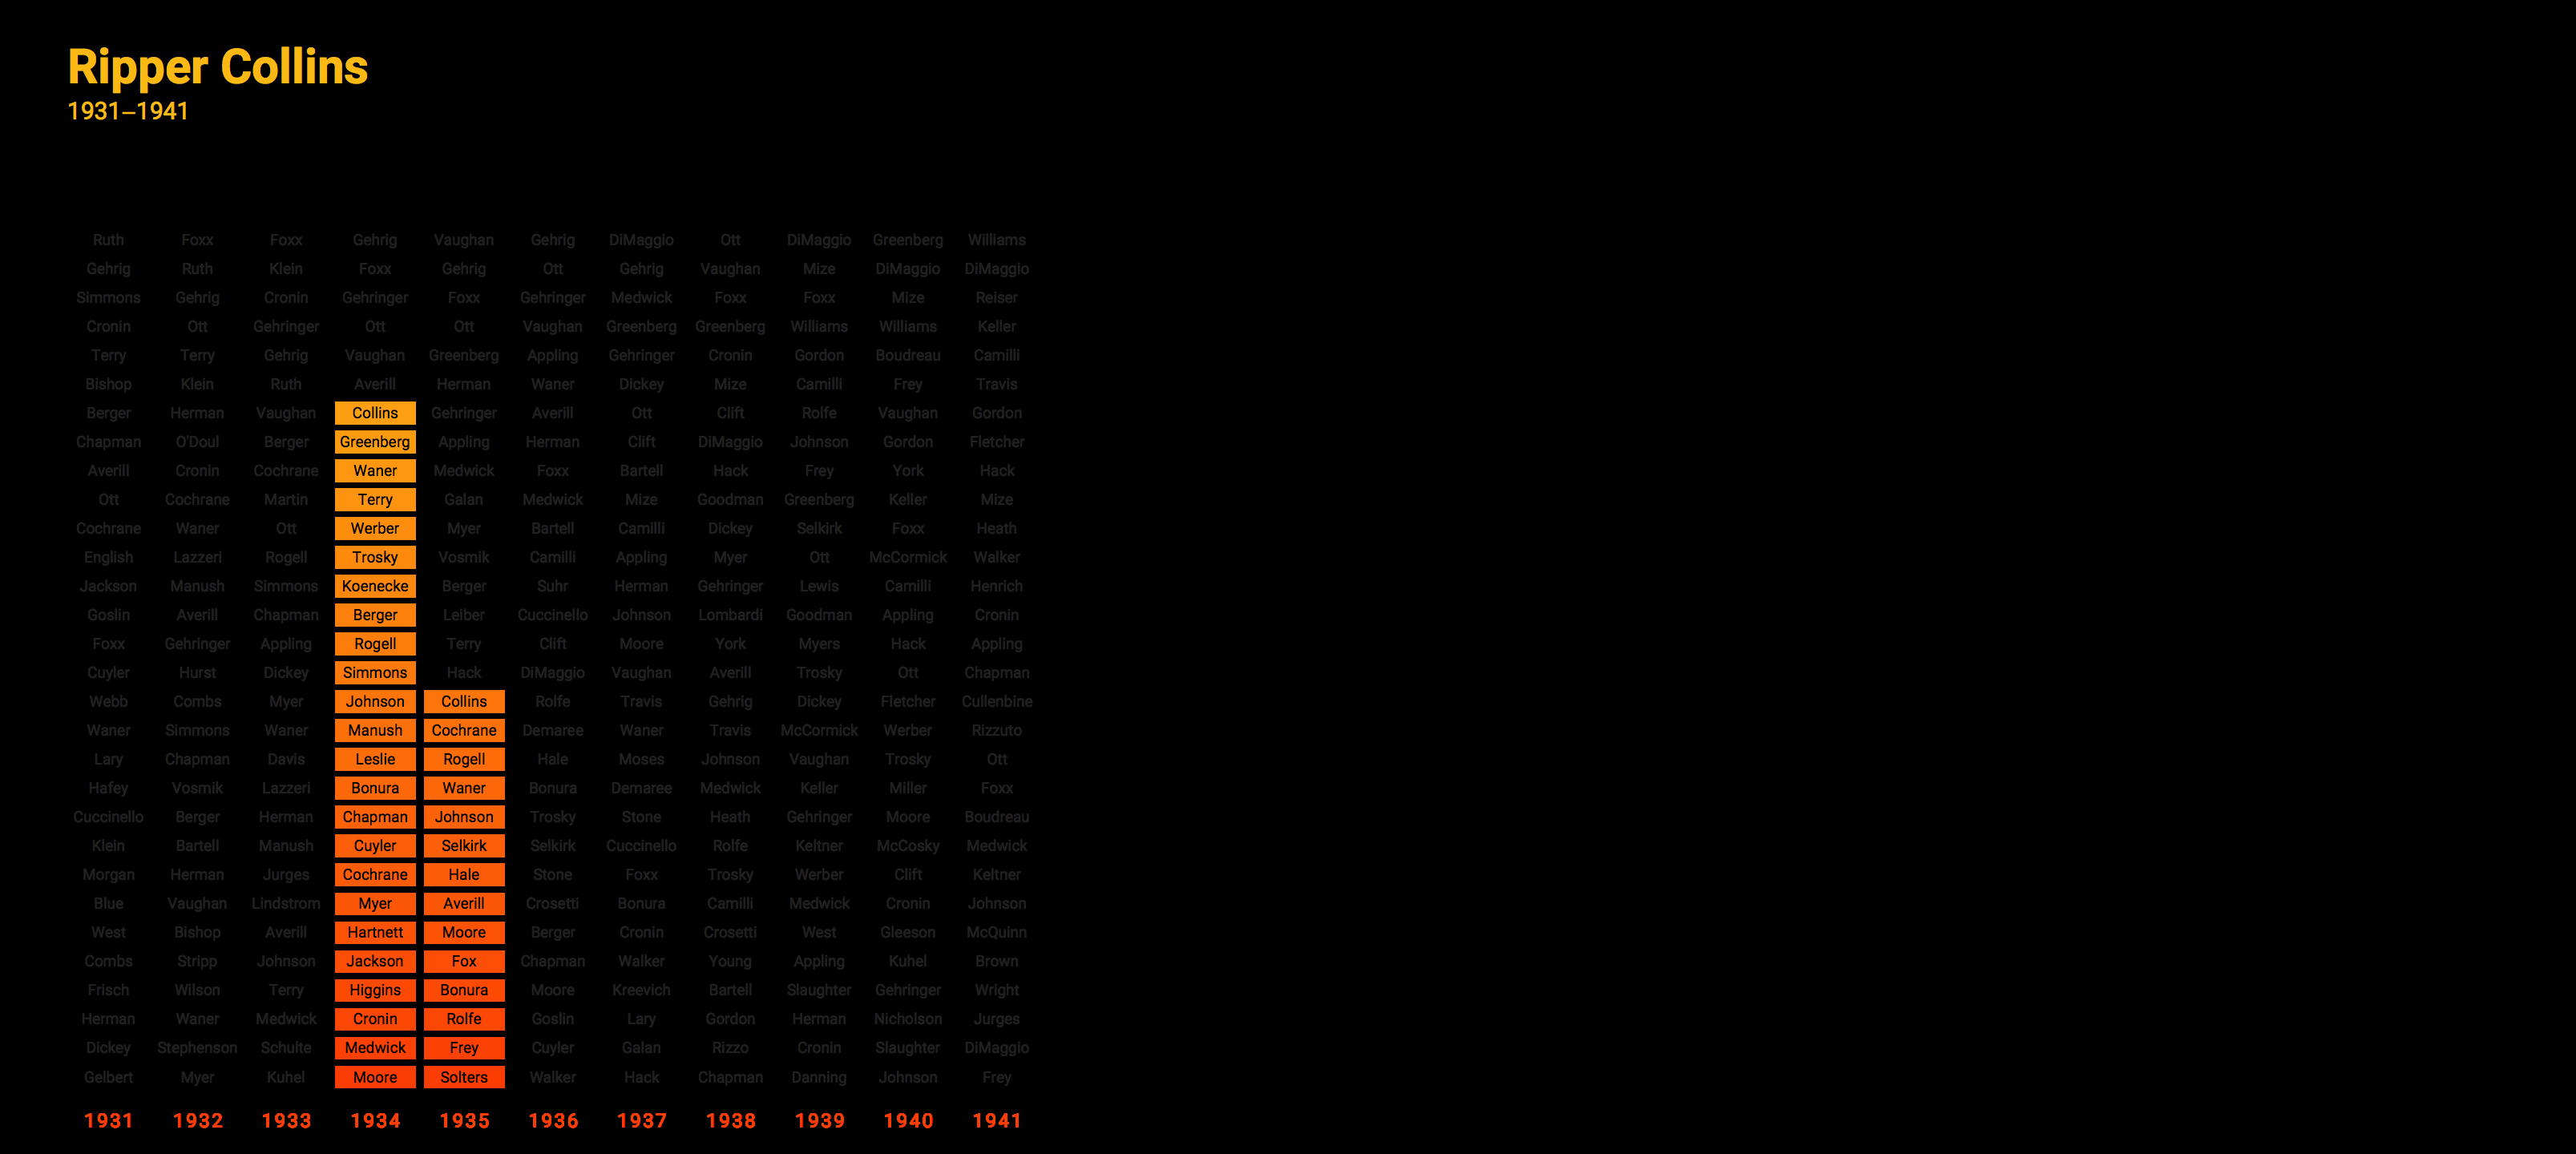 Ripper Collins
1931–1941
Ruth Foxx Foxx Gehrig Vaughan Gehrig DiMaggio Ott DiMaggio Greenberg Williams
Gehrig Ruth Klein Foxx Gehrig Ott Gehrig Vaughan Mize DiMaggio DiMaggio
Simmons Gehrig Cronin Gehringer Foxx Gehringer Medwick Foxx Foxx Mize Reiser
Cronin Ott Gehringer Ott Ott Vaughan Greenberg Greenberg Williams Williams Keller
Terry Terry Gehrig Vaughan Greenberg Appling Gehringer Cronin Gordon Boudreau Camilli
Bishop Klein Ruth Averill Herman Waner Dickey Mize Camilli Frey Travis
Berger Herman Vaughan Collins Gehringer Averill Ott Clift Rolfe Vaughan Gordon
Chapman O'Doul Berger Greenberg Appling Herman Clift DiMaggio Johnson Gordon Fletcher
Averill Cronin Cochrane Waner Medwick Foxx Bartell Hack Frey York Hack
Ott Cochrane Martin Terry Galan Medwick Mize Goodman Greenberg Keller Mize
Cochrane Waner Ott Werber Myer Bartell Camilli Dickey Selkirk Foxx Heath
English Lazzeri Rogell Trosky Vosmik Camilli Appling Myer Ott McCormick Walker
Jackson Manush Simmons Koenecke Berger Suhr Herman Gehringer Lewis Camilli Henrich
Goslin Averill Chapman Berger Leiber Cuccinello Johnson Lombardi Goodman Appling Cronin
Foxx Gehringer Appling Rogell Terry Clift Moore York Myers Hack Appling
Cuyler Hurst Dickey Simmons Hack DiMaggio Vaughan Averill Trosky Ott Chapman
Webb Combs Myer Johnson Collins Rolfe Travis Gehrig Dickey Fletcher Cullenbine
Waner Simmons Waner Manush Cochrane Demaree Waner Travis McCormick Werber Rizzuto
Lary Chapman Davis Leslie Rogell Hale Moses Johnson Vaughan Trosky Ott
Hafey Vosmik Lazzeri Bonura Waner Bonura Demaree Medwick Keller Miller Foxx
Cuccinello Berger Herman Chapman Johnson Trosky Stone Heath Gehringer Moore Boudreau
Klein Bartell Manush Cuyler Selkirk Selkirk Cuccinello Rolfe Keltner McCosky Medwick
Morgan Herman Jurges Cochrane Hale Stone Foxx Trosky Werber Clift Keltner
Blue Vaughan Lindstrom Myer Averill Crosetti Bonura Camilli Medwick Cronin Johnson
West Bishop Averill Hartnett Moore Berger Cronin Crosetti West Gleeson McQuinn
Combs Stripp Johnson Jackson Fox Chapman Walker Young Appling Kuhel Brown
Frisch Wilson Terry Higgins Bonura Moore Kreevich Bartell Slaughter Gehringer Wright
Herman Waner Medwick Cronin Rolfe Goslin Lary Gordon Herman Nicholson Jurges
Dickey Stephenson Schulte Medwick Frey Cuyler Galan Rizzo Cronin Slaughter DiMaggio
Gelbert Myer Kuhel Moore Solters Walker Hack Chapman Danning Johnson Frey
1931 1932 1933 1934 1935 1936 1937 1938 1939 1940 1941